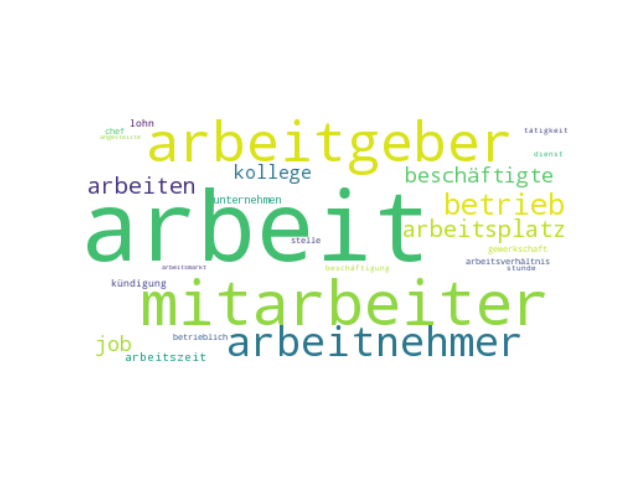 lohn
chef
angestellte
arbeitgeber
tätigkeit
dienst
kollege
arbeiten
beschäftigte
unternehmen
betrieb
arbeit
arbeitsplatz
stelle
gewerkschaft
arbeitsverhältnis
arbeitsmarkt
beschäftigung
stunde
kündigung
mitarbeiter
betrieblich
arbeitnehmer
job
arbeitszeit